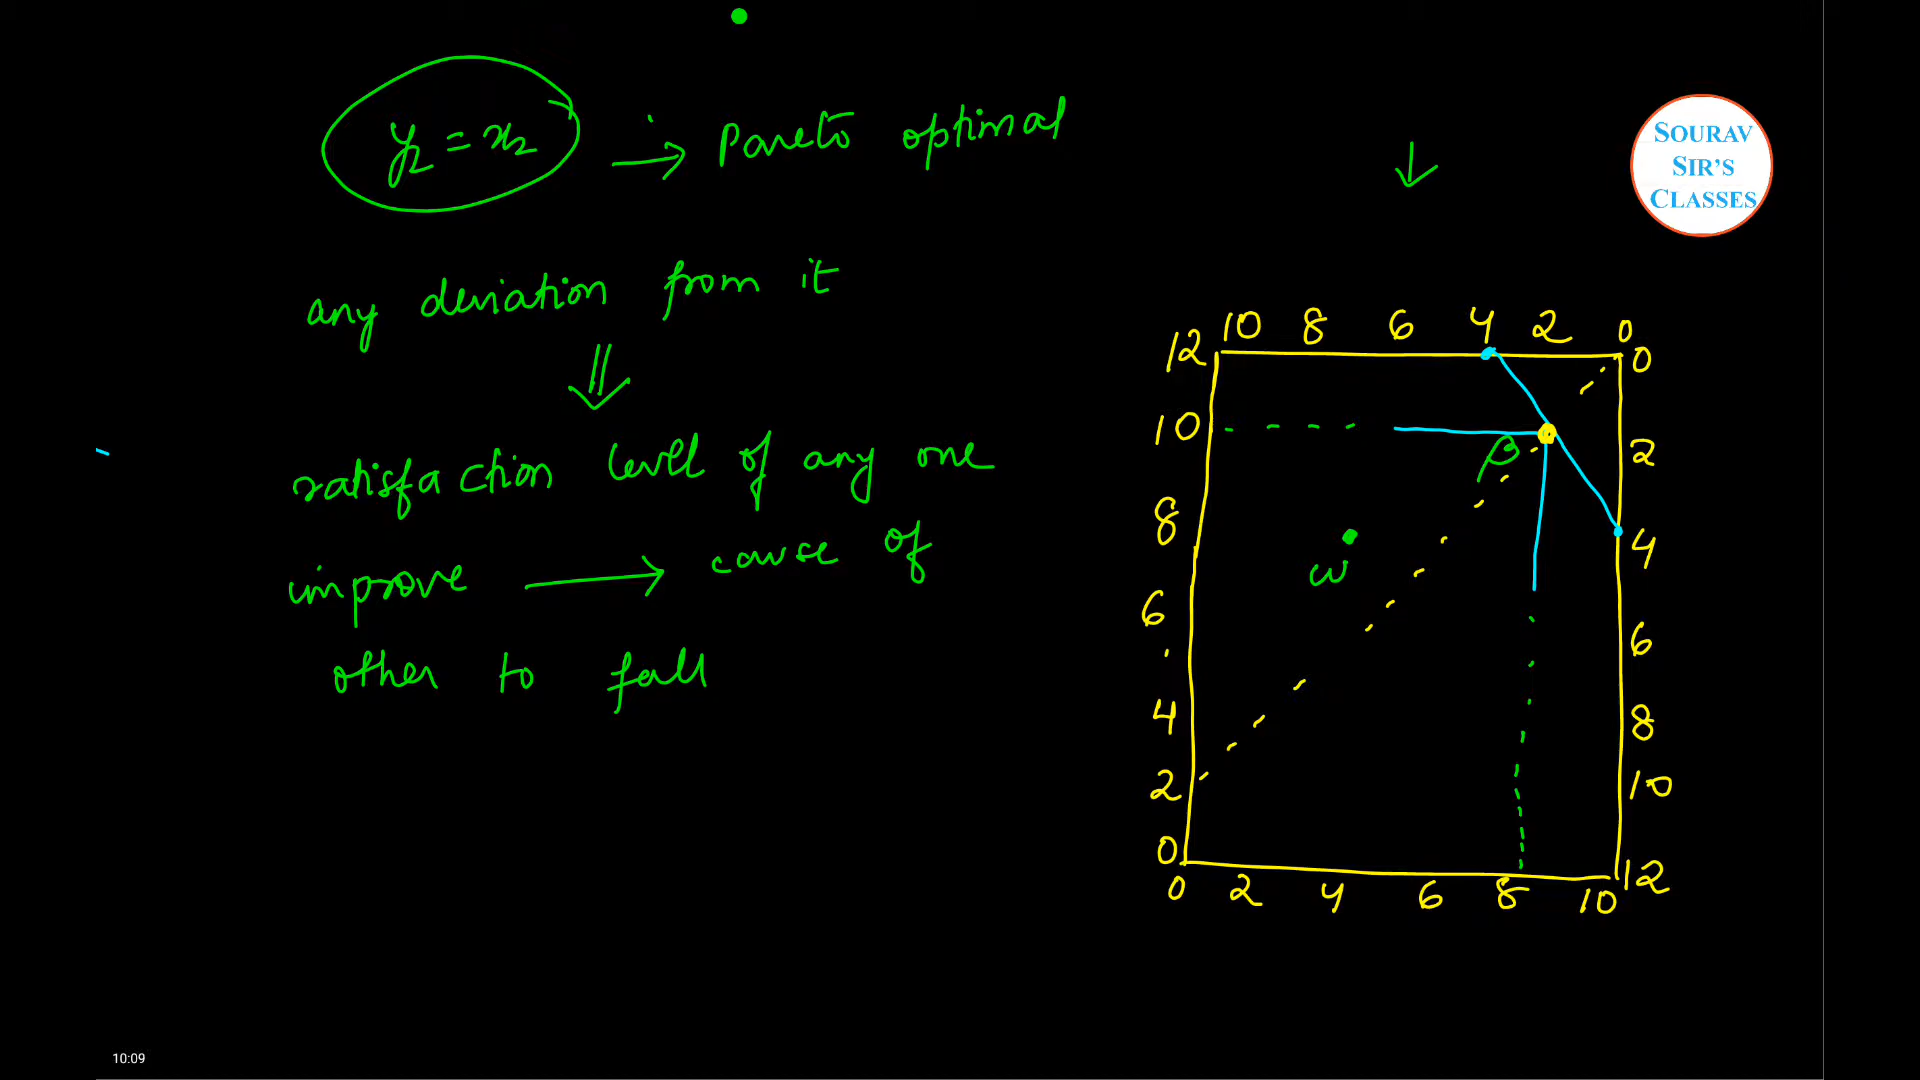 y₂ = x₂ → Pareto optimal
SOURAV
SIR'S
CLASSES
any deviation from it
⇓
satisfaction level of any one
improve → cause of
other to fall
12 10 8 6 4 2 0
0
10
2
β
8
4
ω
6
6
4
8
2
10
0
12
0 2 4 6 8 10
10:09